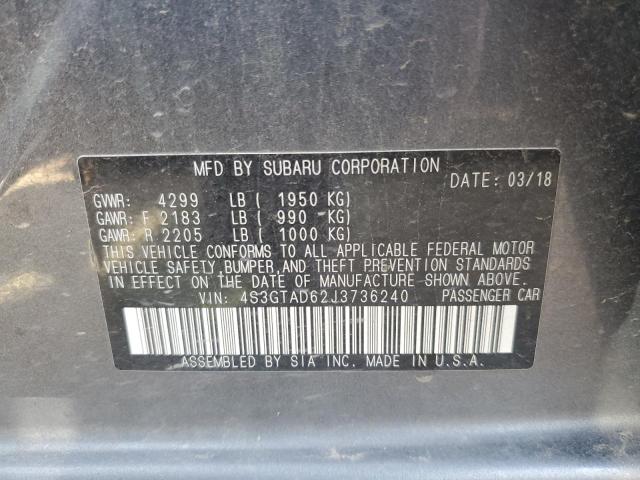 MFD BY SUBARU CORPORATION
DATE: 03/18
GVWR: 4299 LB ( 1950 KG)
GAWR: F 2183 LB ( 990 KG)
GAWR: R 2205 LB ( 1000 KG)
THIS VEHICLE CONFORMS TO ALL APPLICABLE FEDERAL MOTOR
VEHICLE SAFETY, BUMPER, AND THEFT PREVENTION STANDARDS
IN EFFECT ON THE DATE OF MANUFACTURE SHOWN ABOVE.
VIN: 4S3GTAD62J3736240 PASSENGER CAR
ASSEMBLED BY SIA INC. MADE IN U.S.A.